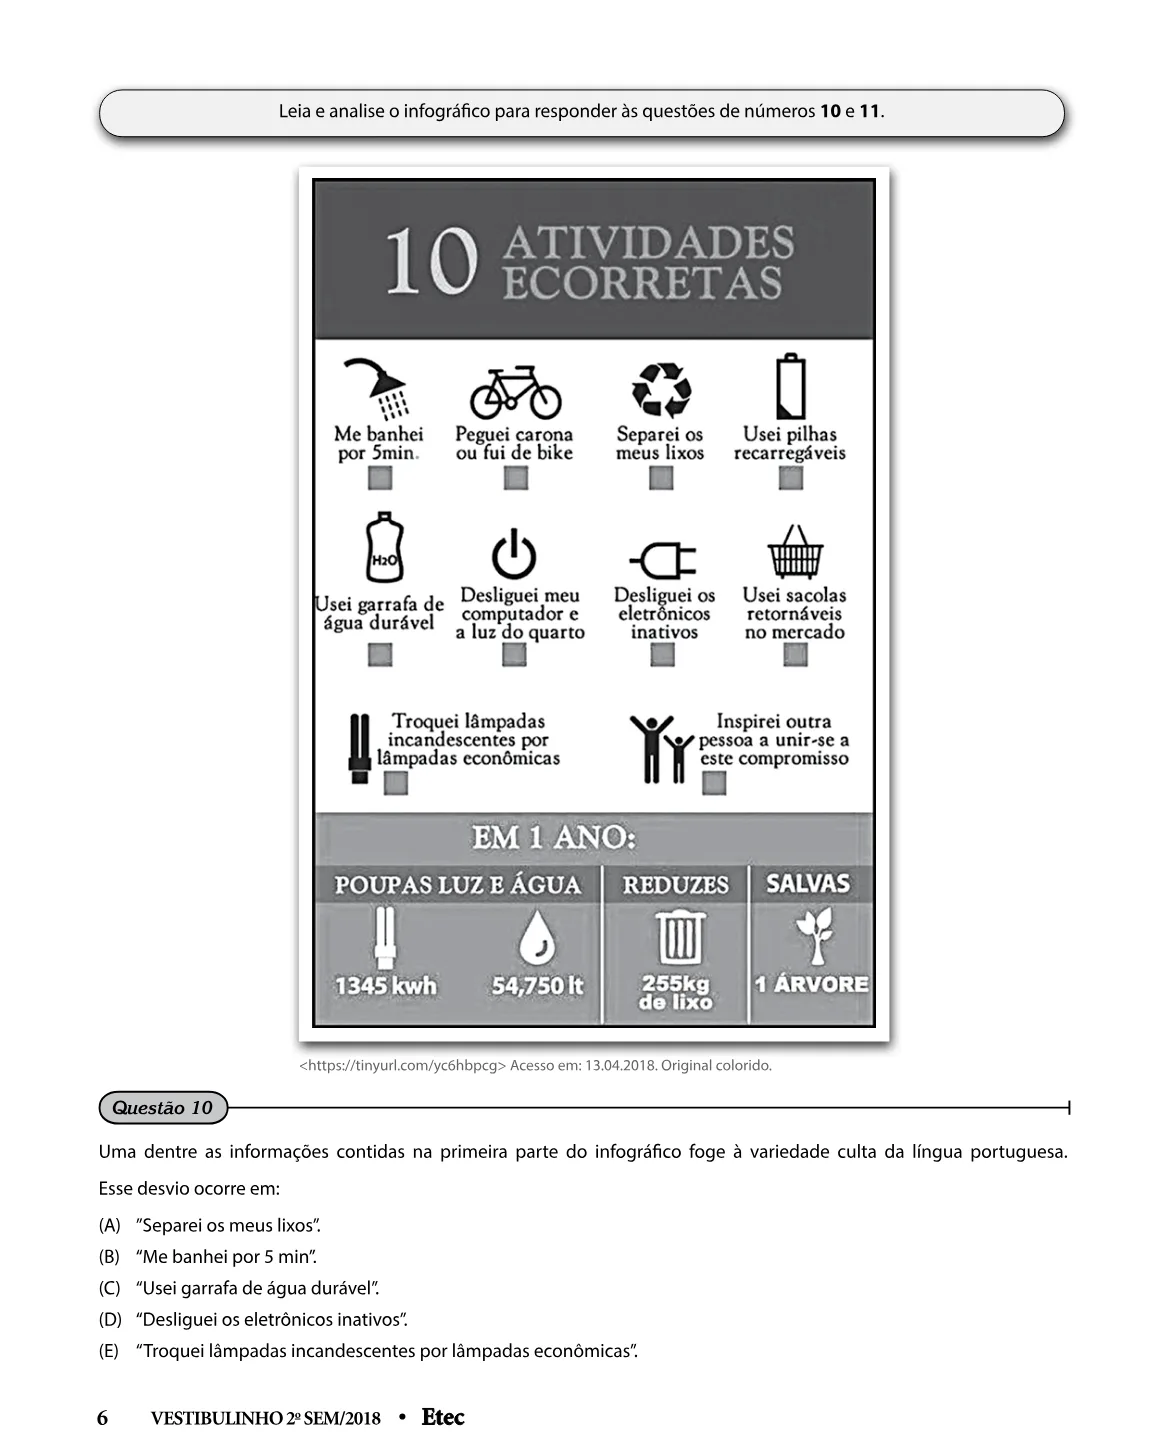 Leia e analise o infográfico para responder às questões de números 10 e 11.
10 ATIVIDADES
ECORRETAS
Me banhei
por 5min.
Peguei carona
ou fui de bike
Separei os
meus lixos
Usei pilhas
recarregáveis
H2O
Usei garrafa de
água durável
Desliguei meu
computador e
a luz do quarto
Desliguei os
eletrônicos
inativos
Usei sacolas
retornáveis
no mercado
Troquei lâmpadas
incandescentes por
lâmpadas econômicas
Inspirei outra
pessoa a unir-se a
este compromisso
EM 1 ANO:
POUPAS LUZ E ÁGUA
1345 kwh
54,750 lt
REDUZES
255kg
de lixo
SALVAS
1 ÁRVORE
<https://tinyurl.com/yc6hbpcg> Acesso em: 13.04.2018. Original colorido.
Questão 10
Uma dentre as informações contidas na primeira parte do infográfico foge à variedade culta da língua portuguesa.
Esse desvio ocorre em:
(A) ”Separei os meus lixos”.
(B) “Me banhei por 5 min”.
(C) “Usei garrafa de água durável”.
(D) “Desliguei os eletrônicos inativos”.
(E) “Troquei lâmpadas incandescentes por lâmpadas econômicas”.
6 VESTIBULINHO 2º SEM/2018 • Etec